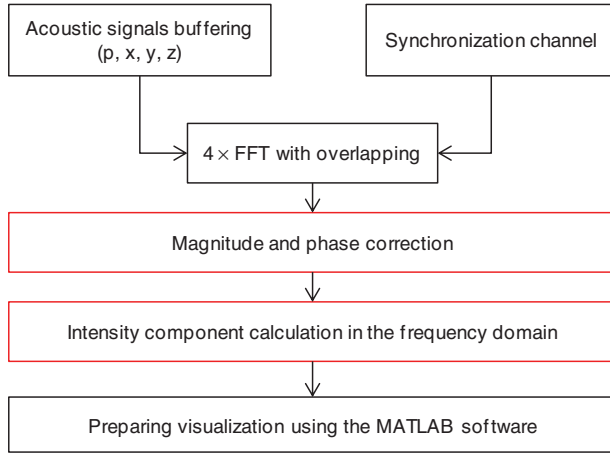 Acoustic signals buffering
(p, x, y, z)
Synchronization channel
4 × FFT with overlapping
Magnitude and phase correction
Intensity component calculation in the frequency domain
Preparing visualization using the MATLAB software